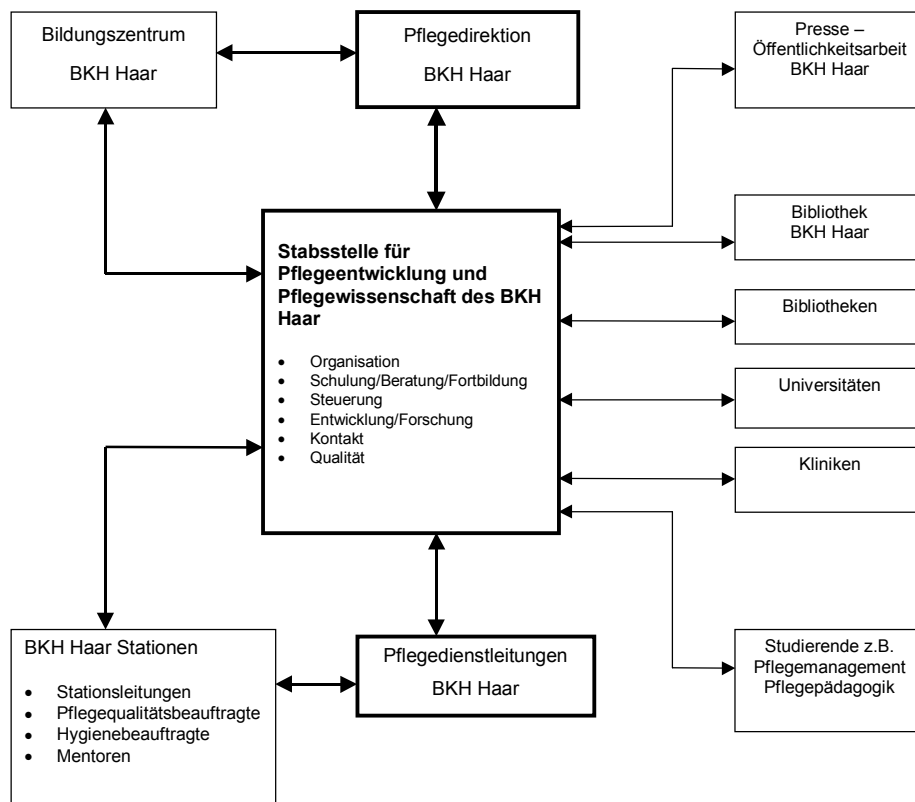 Bildungszentrum
BKH Haar
Pflegedirektion
BKH Haar
Presse –
Öffentlichkeitsarbeit
BKH Haar
Stabsstelle für
Pflegeentwicklung und
Pflegewissenschaft des BKH
Haar
• Organisation
• Schulung/Beratung/Fortbildung
• Steuerung
• Entwicklung/Forschung
• Kontakt
• Qualität
Bibliothek
BKH Haar
Bibliotheken
Universitäten
Kliniken
BKH Haar Stationen
• Stationsleitungen
• Pflegequalitätsbeauftragte
• Hygienebeauftragte
• Mentoren
Pflegedienstleitungen
BKH Haar
Studierende z.B.
Pflegemanagement
Pflegepädagogik